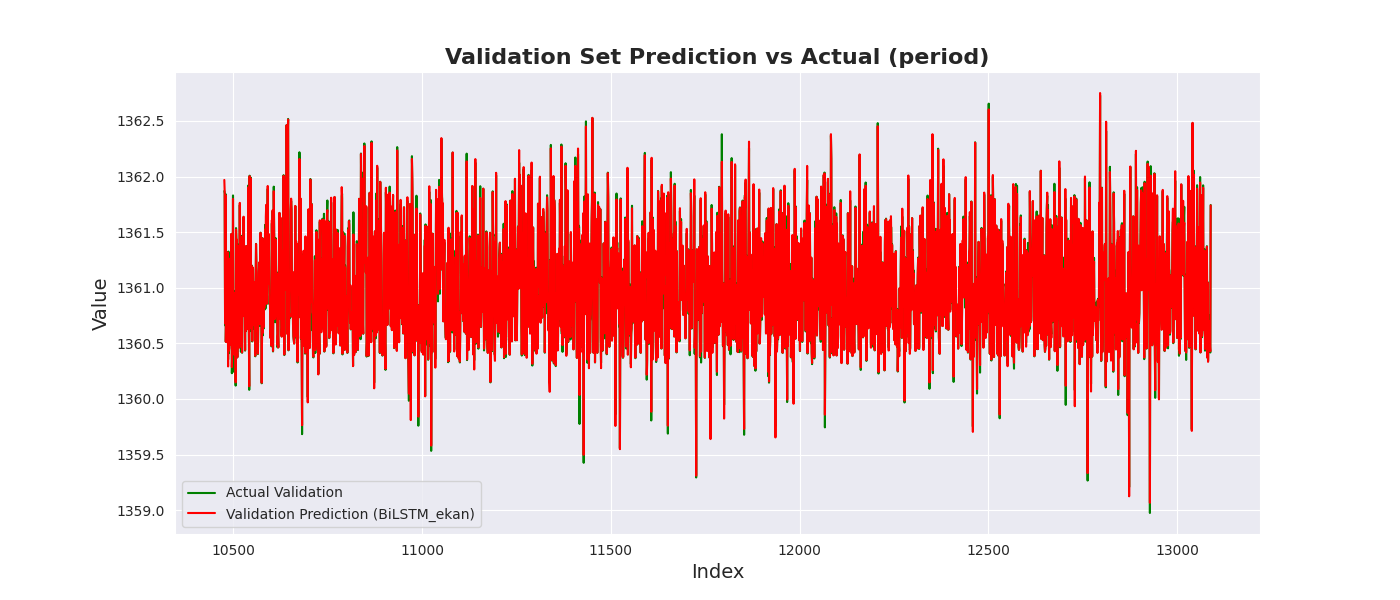 Validation Set Prediction vs Actual (period)
Value
1362.5
1362.0
1361.5
1361.0
1360.5
1360.0
1359.5
1359.0
Actual Validation
Validation Prediction (BiLSTM_ekan)
10500 11000 11500 12000 12500 13000
Index